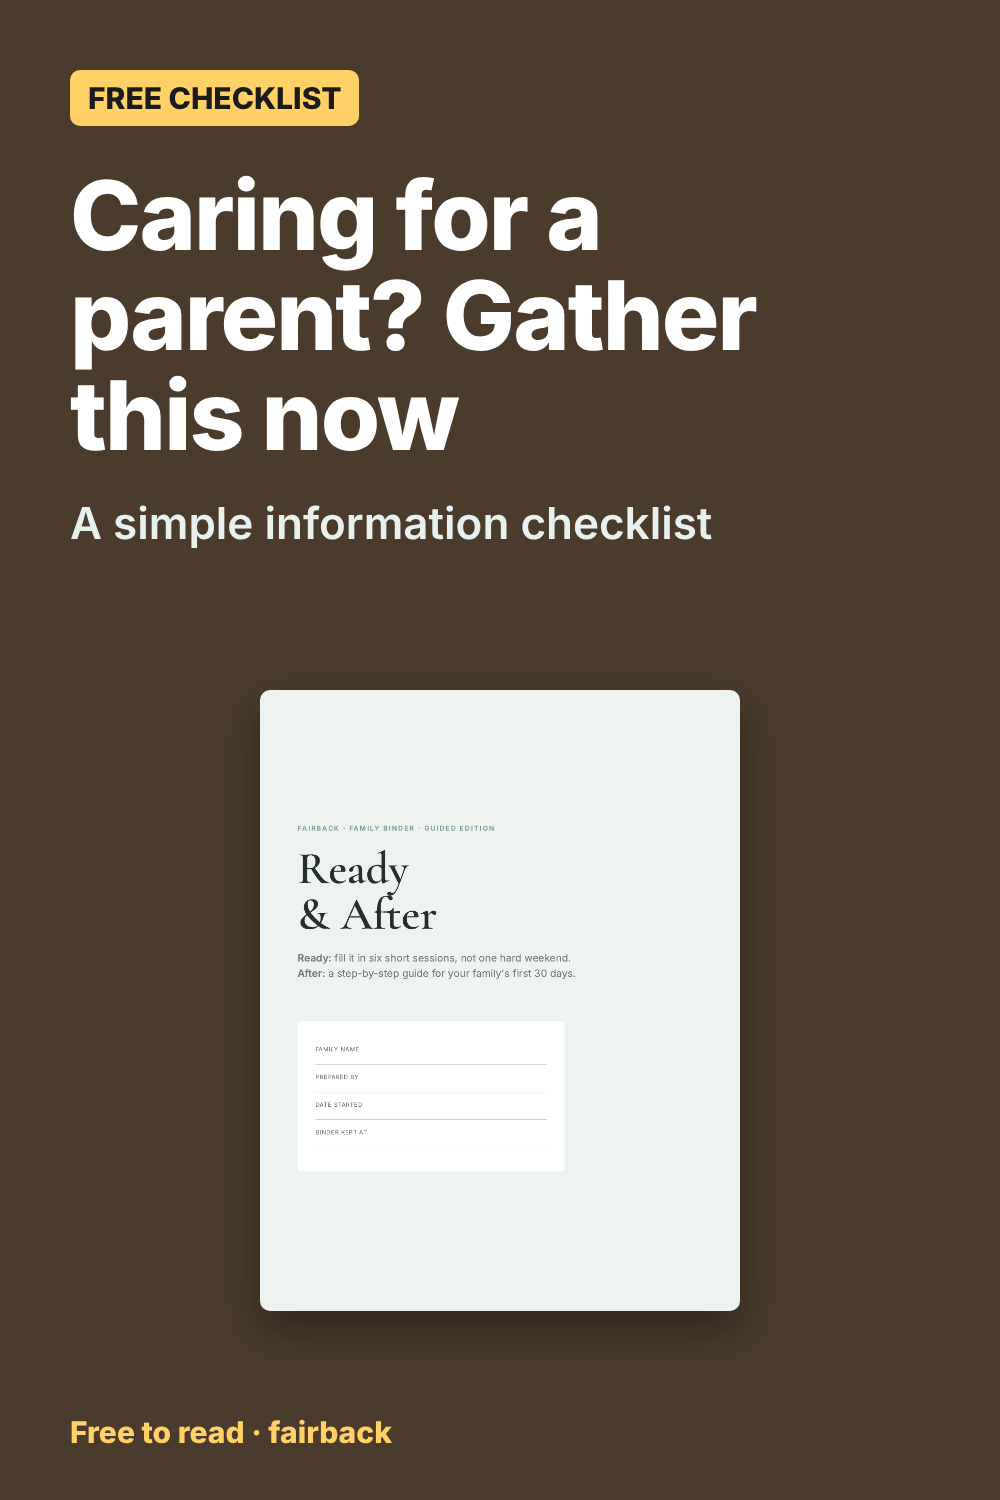 FREE CHECKLIST
Caring for a
parent? Gather
this now
A simple information checklist
FAIRBACK · FAMILY BINDER · GUIDED EDITION
Ready
& After
Ready: fill it in six short sessions, not one hard weekend.
After: a step-by-step guide for your family's first 30 days.
FAMILY NAME
PREPARED BY
DATE STARTED
BINDER KEPT AT
Free to read · fairback